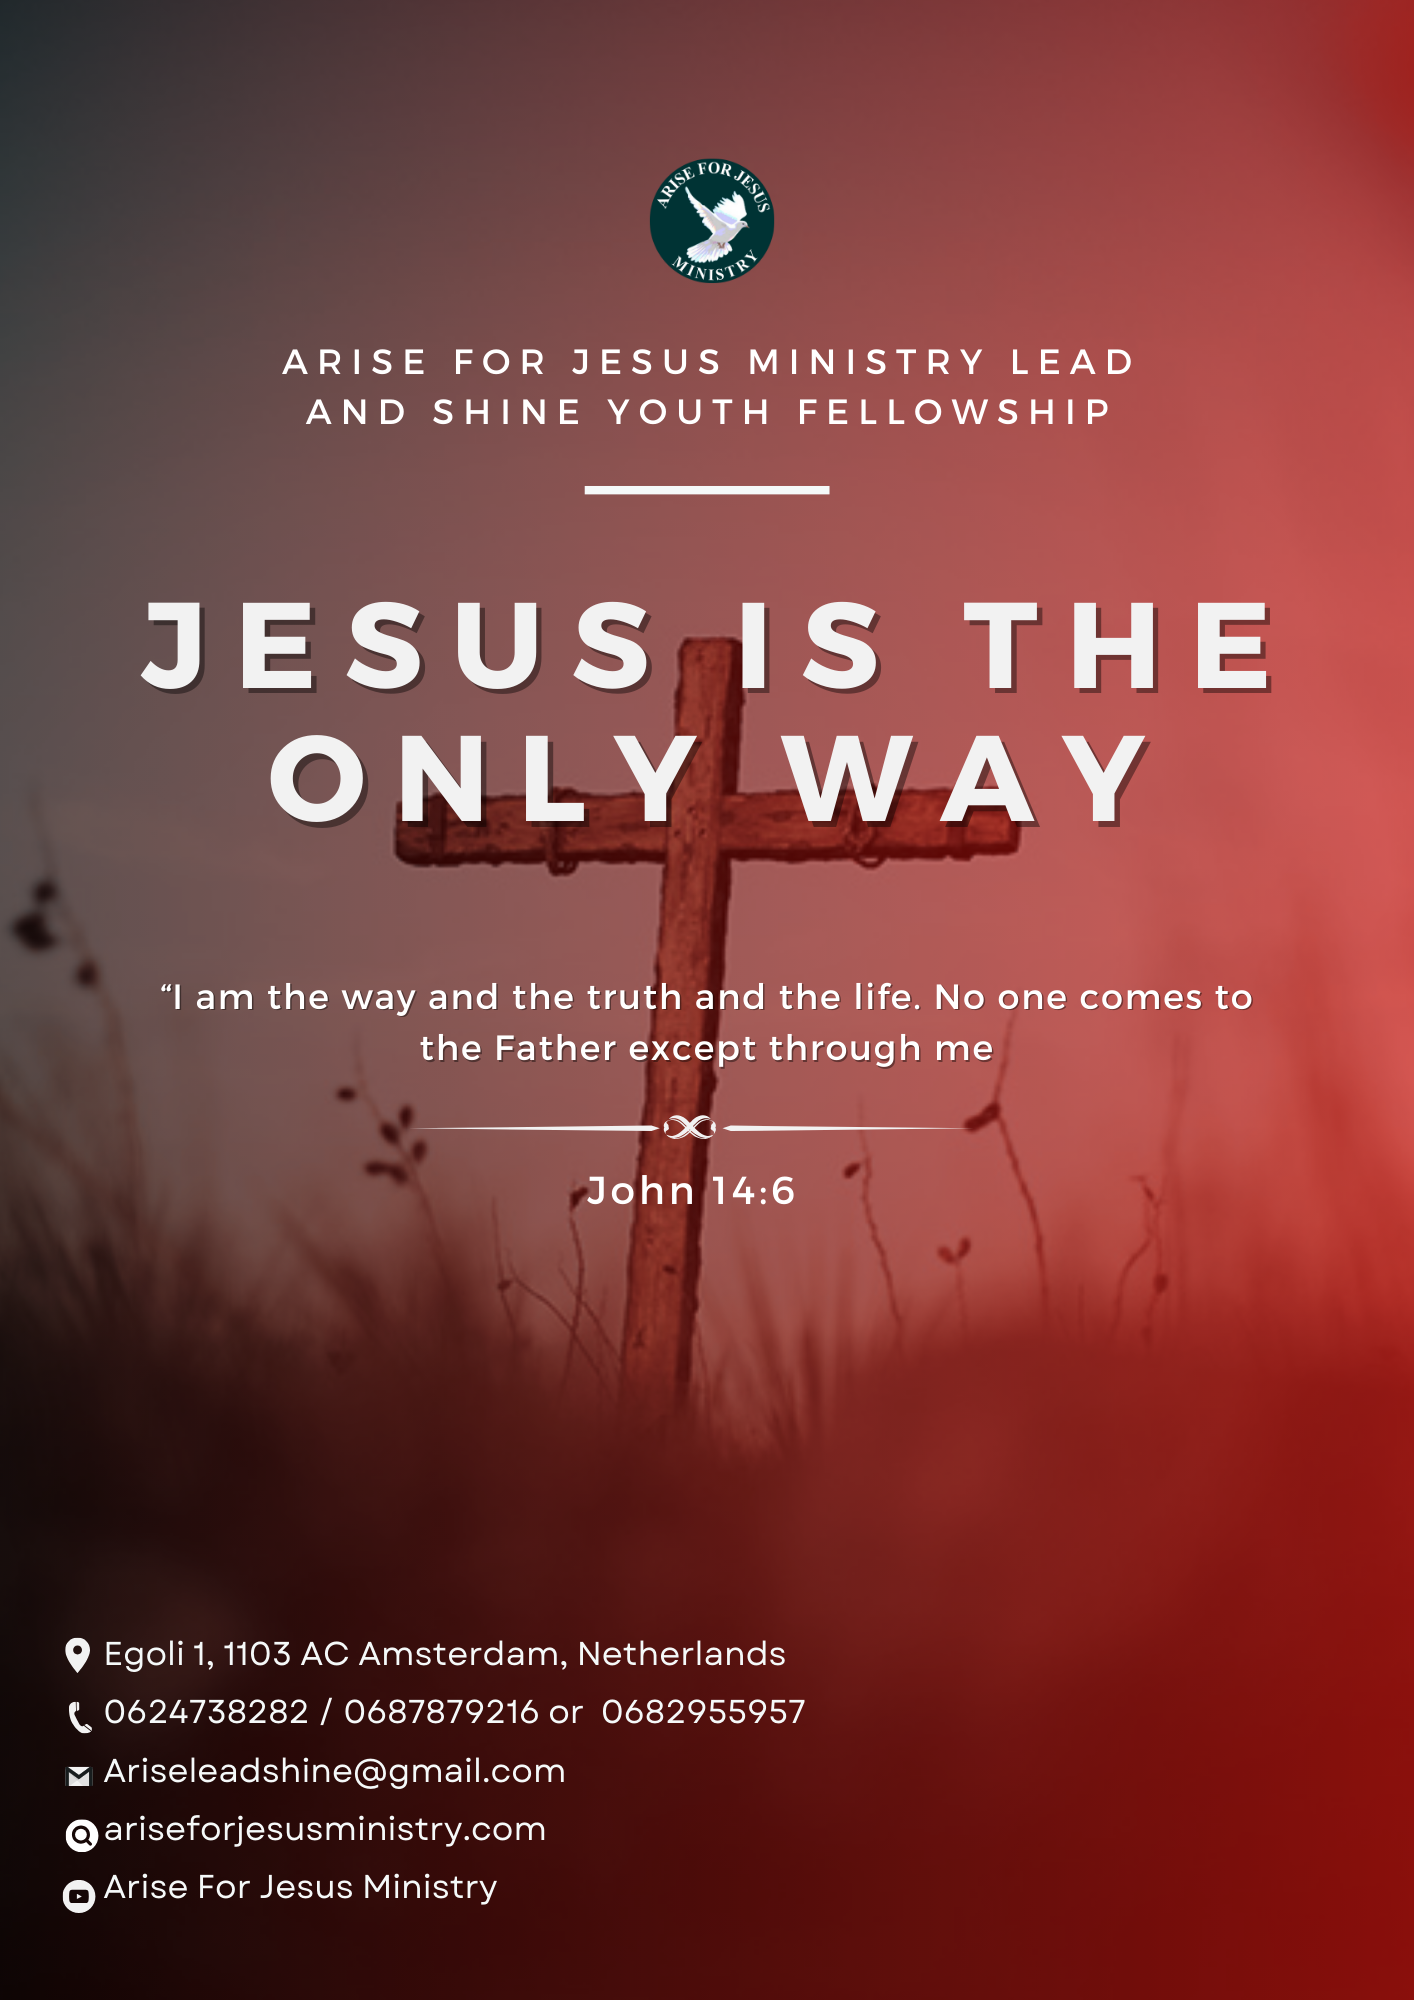 ARISE FOR JESUS
MINISTRY
ARISE FOR JESUS MINISTRY LEAD
AND SHINE YOUTH FELLOWSHIP
JESUS IS THE
ONLY WAY
“I am the way and the truth and the life. No one comes to
the Father except through me
John 14:6
Egoli 1, 1103 AC Amsterdam, Netherlands
0624738282 / 0687879216 or 0682955957
Ariseleadshine@gmail.com
ariseforjesusministry.com
Arise For Jesus Ministry